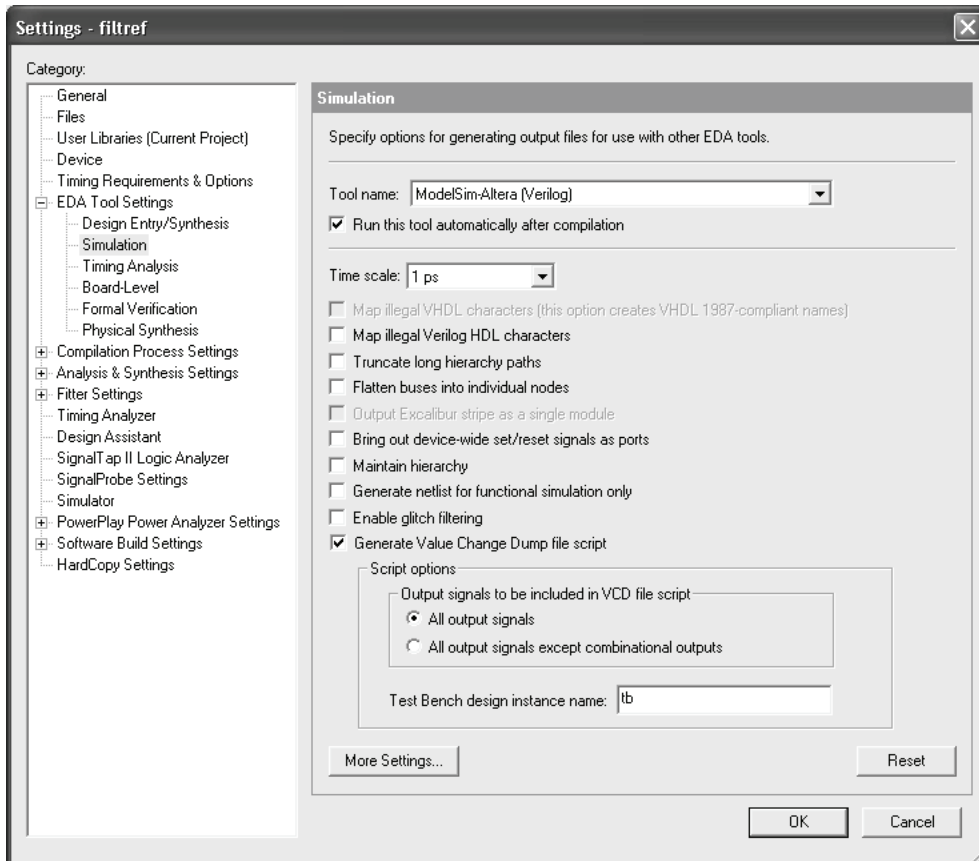 Settings - filtref
Category:
General
Files
User Libraries (Current Project)
Device
Timing Requirements & Options
EDA Tool Settings
Design Entry/Synthesis
Simulation
Timing Analysis
Board-Level
Formal Verification
Physical Synthesis
Compilation Process Settings
Analysis & Synthesis Settings
Fitter Settings
Timing Analyzer
Design Assistant
SignalTap II Logic Analyzer
SignalProbe Settings
Simulator
PowerPlay Power Analyzer Settings
Software Build Settings
HardCopy Settings
Simulation
Specify options for generating output files for use with other EDA tools.
Tool name: ModelSim-Altera (Verilog)
Run this tool automatically after compilation
Time scale: 1 ps
Map illegal VHDL characters (this option creates VHDL 1987-compliant names)
Map illegal Verilog HDL characters
Truncate long hierarchy paths
Flatten buses into individual nodes
Output Excalibur stripe as a single module
Bring out device-wide set/reset signals as ports
Maintain hierarchy
Generate netlist for functional simulation only
Enable glitch filtering
Generate Value Change Dump file script
Script options
Output signals to be included in VCD file script
All output signals
All output signals except combinational outputs
Test Bench design instance name: tb
More Settings... Reset
OK Cancel